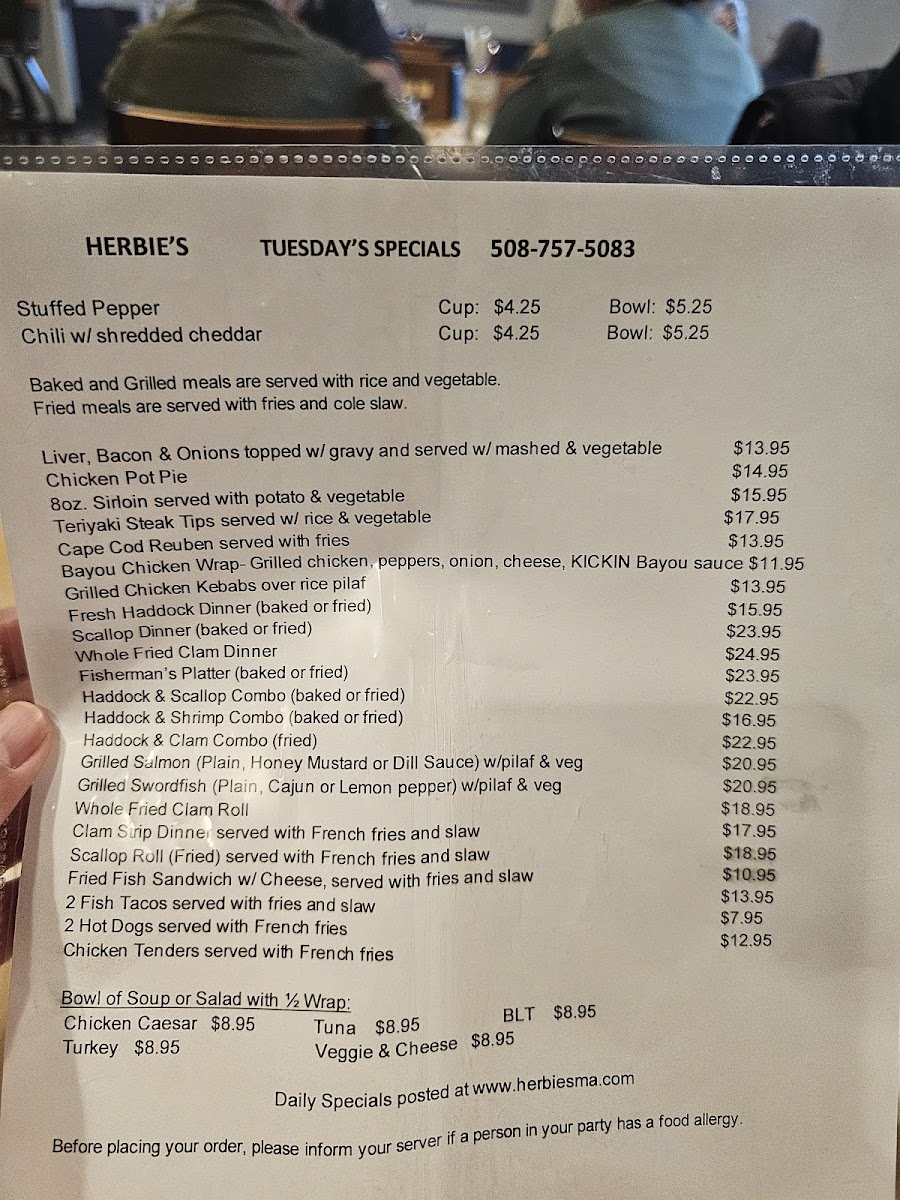 HERBIE'S TUESDAY'S SPECIALS 508-757-5083
Stuffed Pepper Cup: $4.25 Bowl: $5.25
Chili w/ shredded cheddar Cup: $4.25 Bowl: $5.25
Baked and Grilled meals are served with rice and vegetable.
Fried meals are served with fries and cole slaw.
Liver, Bacon & Onions topped w/ gravy and served w/ mashed & vegetable $13.95
Chicken Pot Pie $14.95
8oz. Sirloin served with potato & vegetable $15.95
Teriyaki Steak Tips served w/ rice & vegetable $17.95
Cape Cod Reuben served with fries $13.95
Bayou Chicken Wrap- Grilled chicken, peppers, onion, cheese, KICKIN Bayou sauce $11.95
Grilled Chicken Kebabs over rice pilaf $13.95
Fresh Haddock Dinner (baked or fried) $15.95
Scallop Dinner (baked or fried) $23.95
Whole Fried Clam Dinner $24.95
Fisherman's Platter (baked or fried) $23.95
Haddock & Scallop Combo (baked or fried) $22.95
Haddock & Shrimp Combo (baked or fried) $16.95
Haddock & Clam Combo (fried) $22.95
Grilled Salmon (Plain, Honey Mustard or Dill Sauce) w/pilaf & veg $20.95
Grilled Swordfish (Plain, Cajun or Lemon pepper) w/pilaf & veg $20.95
Whole Fried Clam Roll $18.95
Clam Strip Dinner served with French fries and slaw $17.95
Scallop Roll (Fried) served with French fries and slaw $18.95
Fried Fish Sandwich w/ Cheese, served with fries and slaw $10.95
2 Fish Tacos served with fries and slaw $13.95
2 Hot Dogs served with French fries $7.95
Chicken Tenders served with French fries $12.95
Bowl of Soup or Salad with ½ Wrap:
Chicken Caesar $8.95 Tuna $8.95 BLT $8.95
Turkey $8.95 Veggie & Cheese $8.95
Daily Specials posted at www.herbiesma.com
Before placing your order, please inform your server if a person in your party has a food allergy.